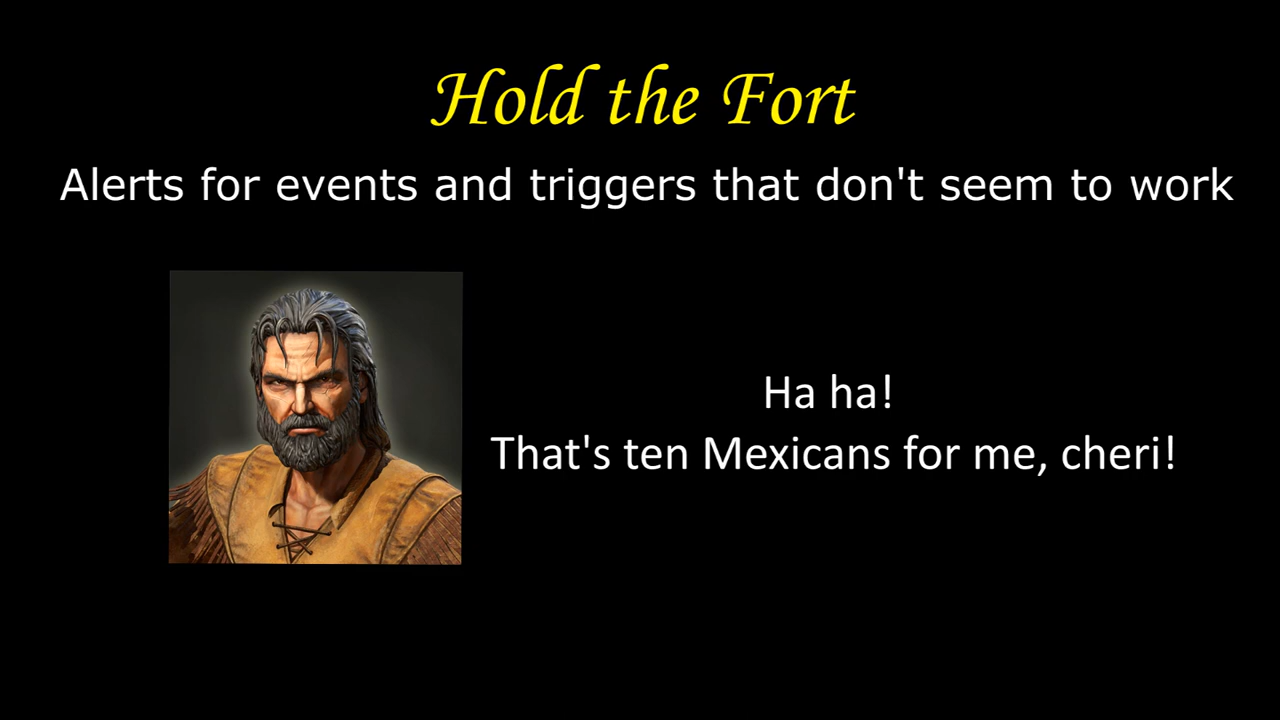 Hold the Fort
Alerts for events and triggers that don't seem to work
Ha ha!
That's ten Mexicans for me, cheri!